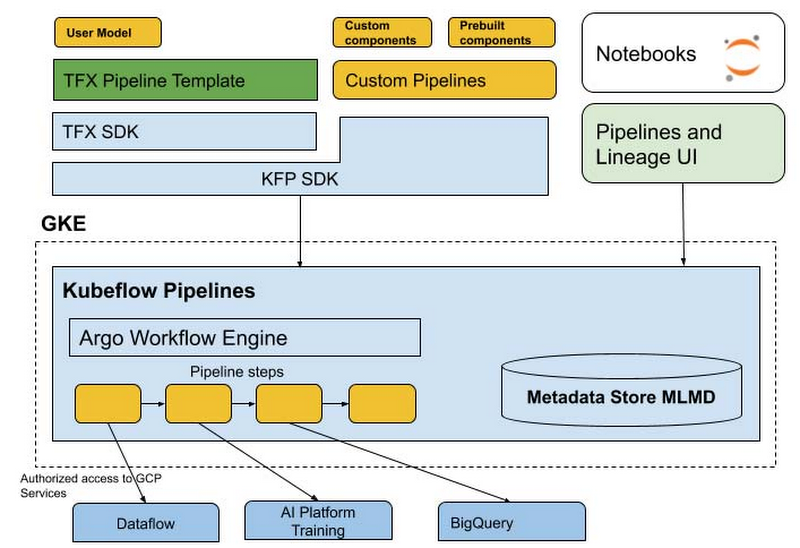 User Model
Custom
components
Prebuilt
components
Notebooks
TFX Pipeline Template
Custom Pipelines
TFX SDK
Pipelines and
Lineage UI
KFP SDK
GKE
Kubeflow Pipelines
Argo Workflow Engine
Pipeline steps
Metadata Store MLMD
Authorized access to GCP
Services
Dataflow
AI Platform
Training
BigQuery